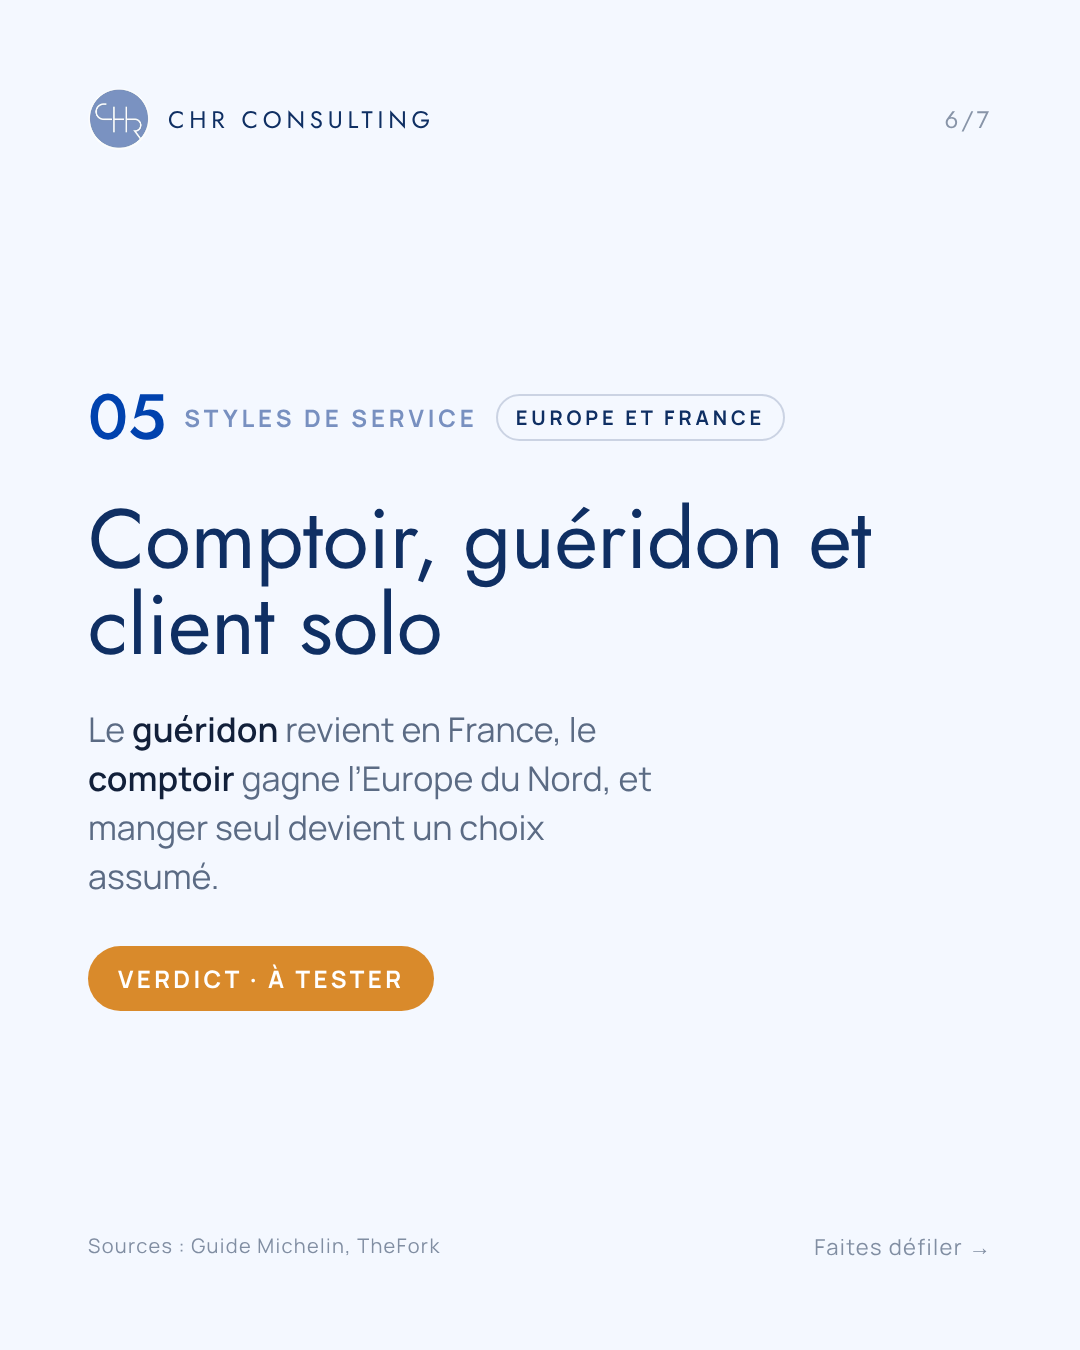 CHR
CHR CONSULTING
6/7
05 STYLES DE SERVICE EUROPE ET FRANCE
Comptoir, guéridon et
client solo
Le guéridon revient en France, le
comptoir gagne l’Europe du Nord, et
manger seul devient un choix
assumé.
VERDICT · À TESTER
Sources : Guide Michelin, TheFork
Faites défiler →